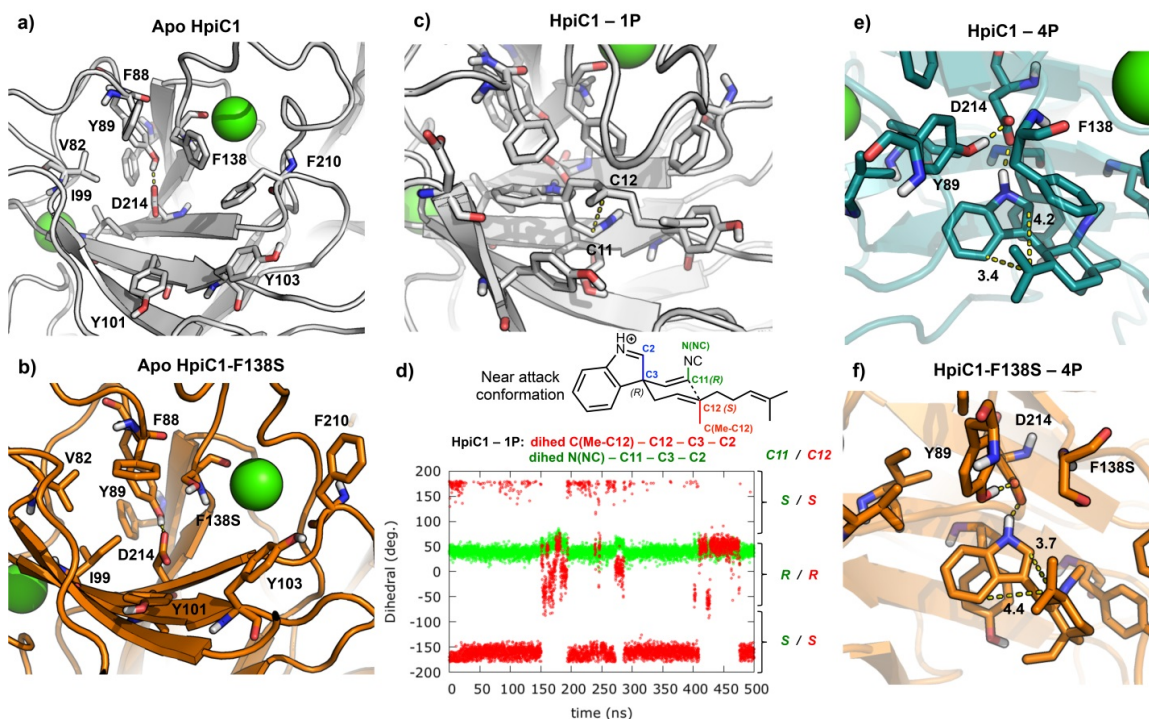 a)
Apo HpiC1
F88
Y89
V82
F138
F210
I99
D214
Y103
Y101
b)
Apo HpiC1-F138S
F88
F210
V82
Y89
F138S
D214
I99
Y103
Y101
c)
HpiC1 – 1P
C12
C11
d)
Near attack
conformation
H
N
⊕
C2
C3
(R)
N(NC)
NC
C11(R)
C12 (S)
C(Me-C12)
HpiC1 – 1P: dihed C(Me-C12) – C12 – C3 – C2
dihed N(NC) – C11 – C3 – C2
C11 / C12
S / S
R / R
S / S
Dihedral (deg.)
200
150
100
50
0
-50
-100
-150
-200
0 50 100 150 200 250 300 350 400 450 500
time (ns)
e)
HpiC1 – 4P
D214
F138
Y89
4.2
3.4
f)
HpiC1-F138S – 4P
D214
Y89
F138S
3.7
4.4